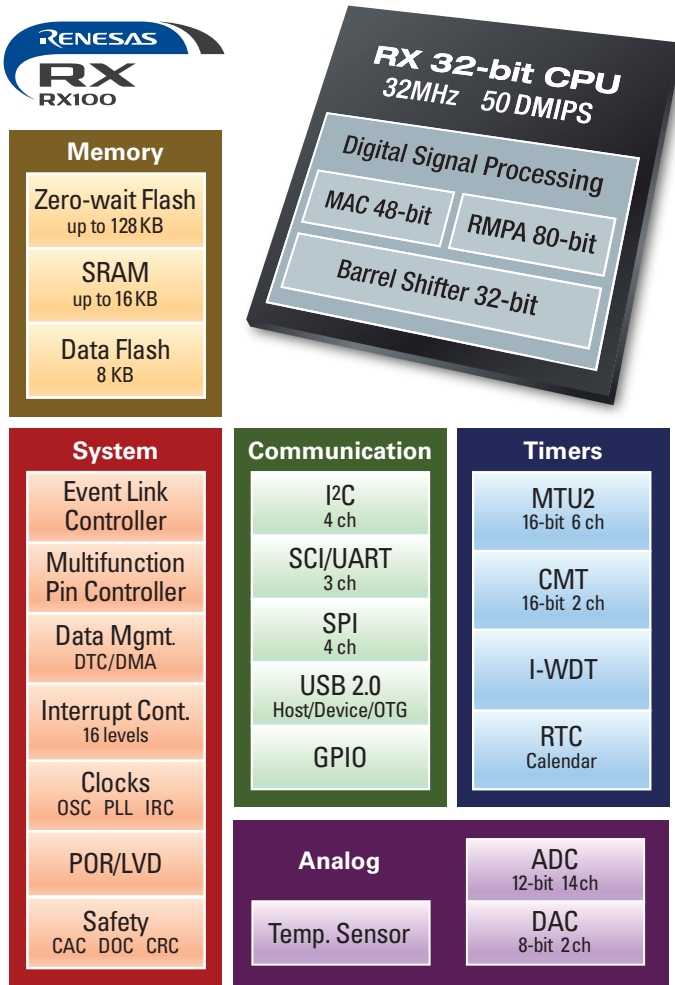 RENESAS
RX
RX100
RX 32-bit CPU
32MHz 50 DMIPS
Digital Signal Processing
MAC 48-bit
RMPA 80-bit
Barrel Shifter 32-bit
Memory
Zero-wait Flash
up to 128 KB
SRAM
up to 16 KB
Data Flash
8 KB
System
Event Link
Controller
Multifunction
Pin Controller
Data Mgmt.
DTC/DMA
Interrupt Cont.
16 levels
Clocks
OSC PLL IRC
POR/LVD
Safety
CAC DOC CRC
Communication
I²C
4 ch
SCI/UART
3 ch
SPI
4 ch
USB 2.0
Host/Device/OTG
GPIO
Timers
MTU2
16-bit 6 ch
CMT
16-bit 2 ch
I-WDT
RTC
Calendar
Analog
Temp. Sensor
ADC
12-bit 14 ch
DAC
8-bit 2 ch